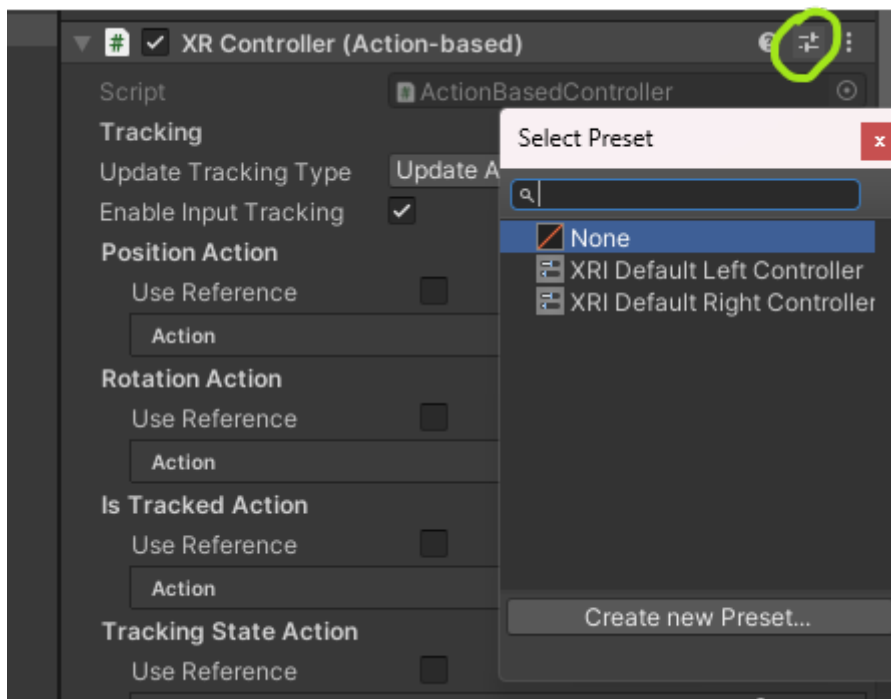 # XR Controller (Action-based)
Script
# ActionBasedController
Tracking
Select Preset
x
Update Tracking Type
Update A
Enable Input Tracking
Position Action
None
Use Reference
XRI Default Left Controller
XRI Default Right Controller
Action
Rotation Action
Use Reference
Action
Is Tracked Action
Use Reference
Action
Create new Preset...
Tracking State Action
Use Reference